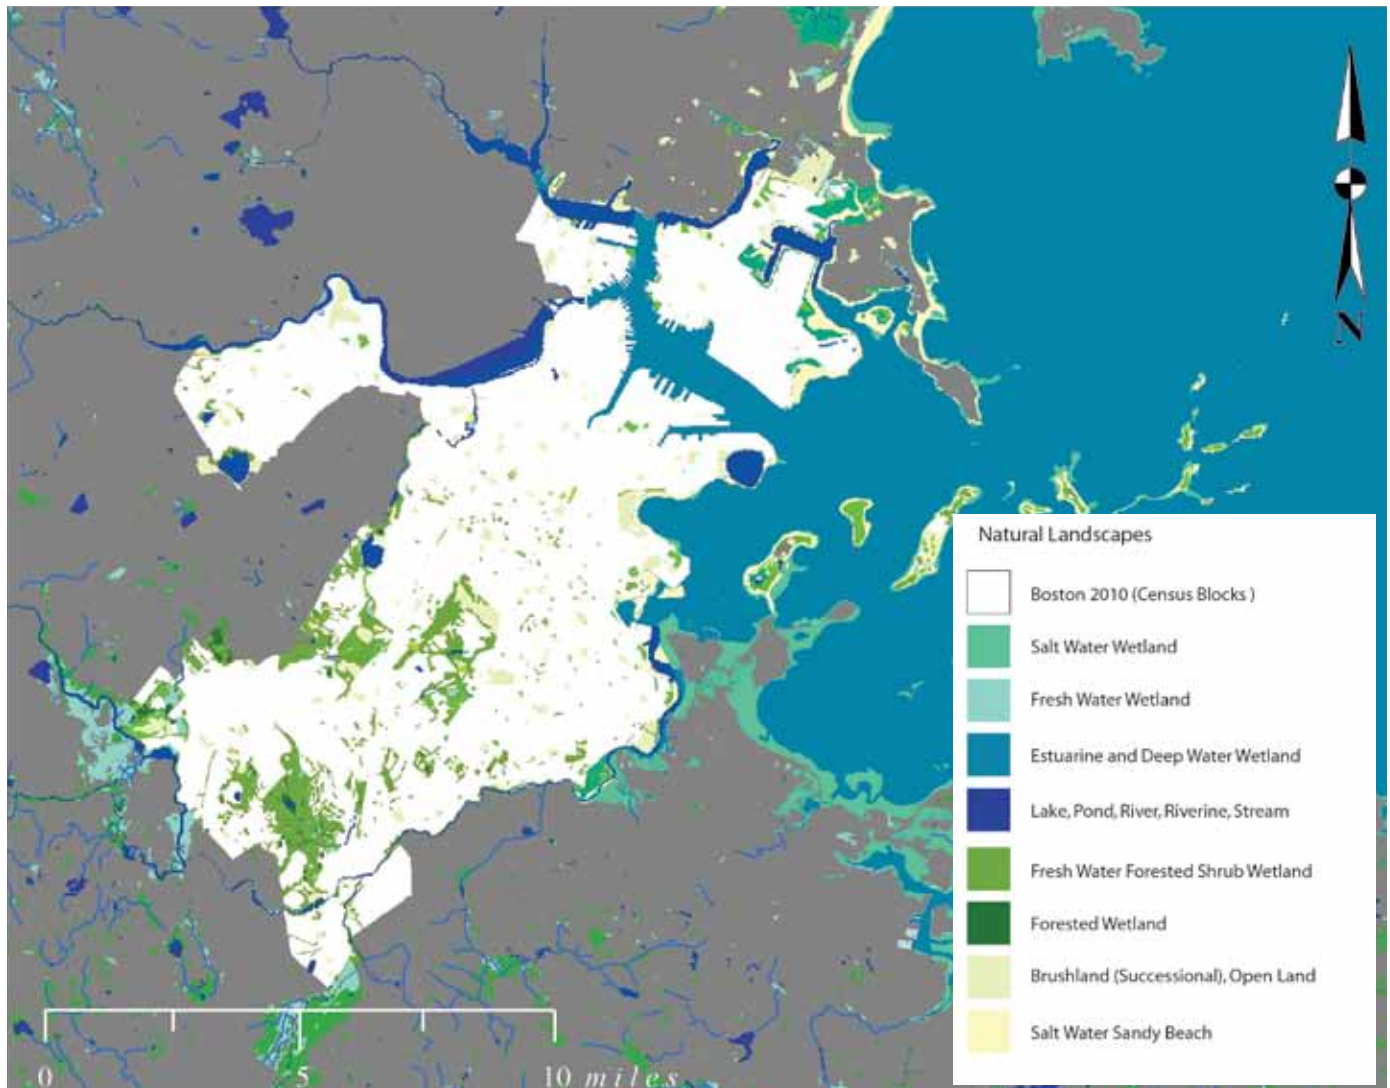 N
Natural Landscapes
Boston 2010 (Census Blocks )
Salt Water Wetland
Fresh Water Wetland
Estuarine and Deep Water Wetland
Lake, Pond, River, Riverine, Stream
Fresh Water Forested Shrub Wetland
Forested Wetland
Brushland (Successional), Open Land
Salt Water Sandy Beach
0 5 10 miles